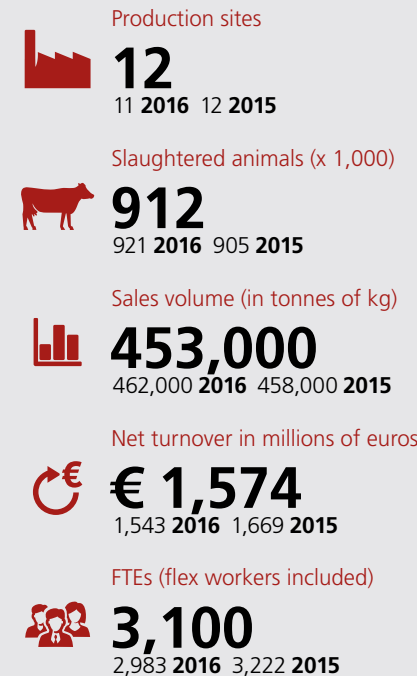 Production sites
12
11 2016 12 2015
Slaughtered animals (x 1,000)
912
921 2016 905 2015
Sales volume (in tonnes of kg)
453,000
462,000 2016 458,000 2015
Net turnover in millions of euros
€
€ 1,574
1,543 2016 1,669 2015
FTEs (flex workers included)
3,100
2,983 2016 3,222 2015